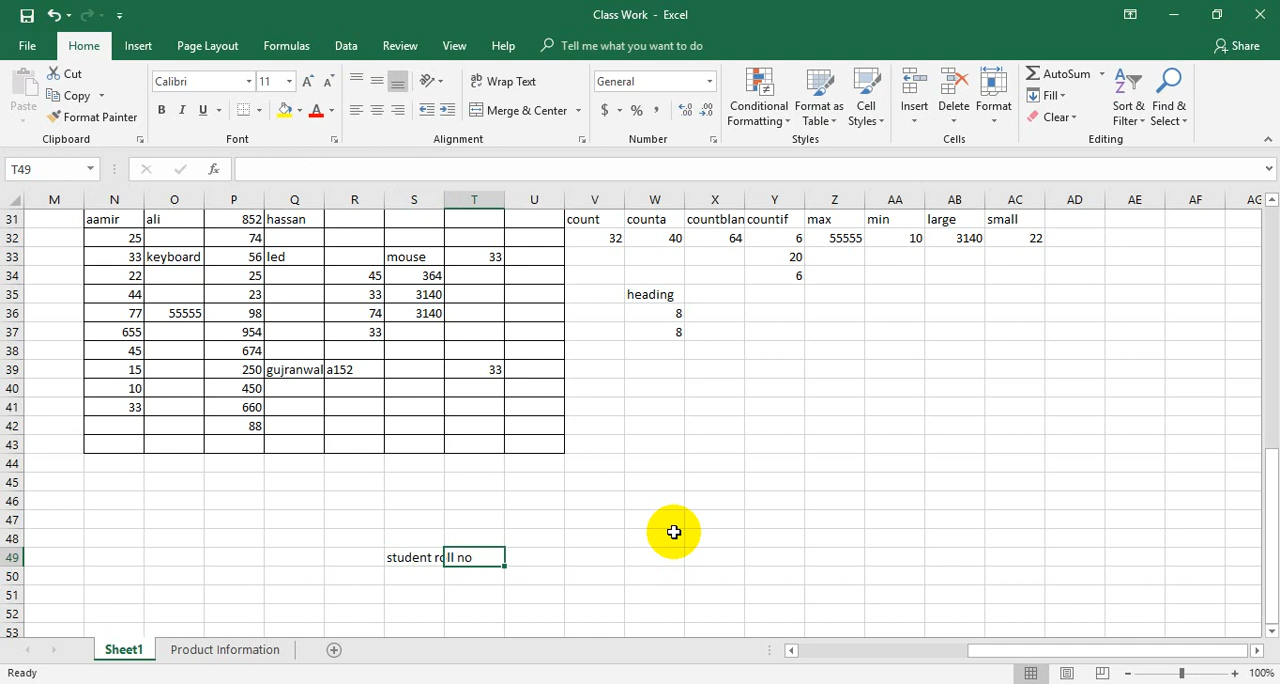 Class Work - Excel
File Home Insert Page Layout Formulas Data Review View Help Tell me what you want to do Share
Paste Cut Copy Format Painter Clipboard
Calibri 11 A A B I U A Font
Wrap Text Merge & Center Alignment
General $ % , Number
Conditional Formatting Format as Table Cell Styles Styles
Insert Delete Format Cells
AutoSum Fill Clear Sort & Filter Find & Select Editing
T49 fx
M N O P Q R S T U V W X Y Z AA AB AC AD AE AF AG
31 aamir ali 852 hassan count counta countblan countif max min large small
32 25 74 32 40 64 6 55555 10 3140 22
33 33 keyboard 56 led mouse 33 20
34 22 25 45 364 6
35 44 23 33 3140 heading
36 77 55555 98 74 3140 8
37 655 954 33 8
38 45 674
39 15 250 gujranwal a152 33
40 10 450
41 33 660
42 88
43
44
45
46
47
48
49 student roll no
50
51
52
53
Sheet1 Product Information
Ready 100%